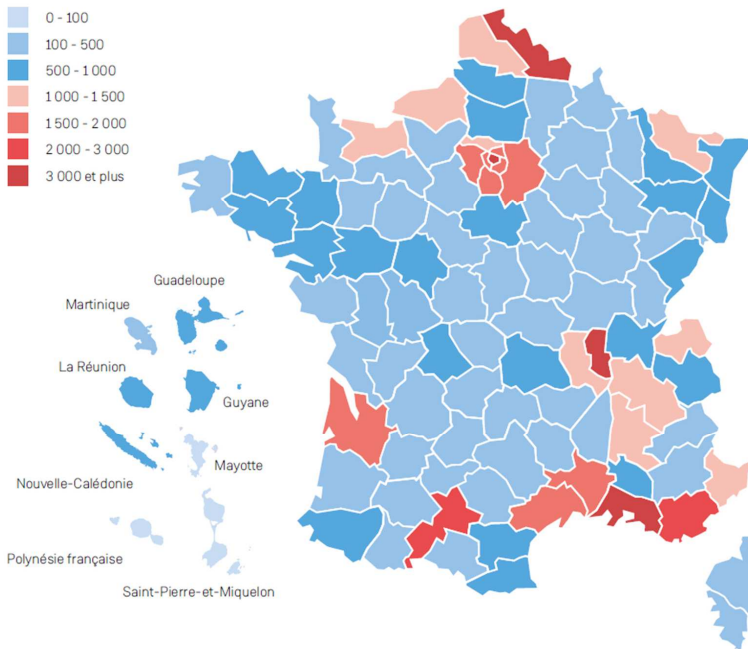 0 - 100
100 - 500
500 - 1 000
1 000 - 1 500
1 500 - 2 000
2 000 - 3 000
3 000 et plus
Guadeloupe
Martinique
La Réunion
Guyane
Mayotte
Nouvelle-Calédonie
Polynésie française
Saint-Pierre-et-Miquelon